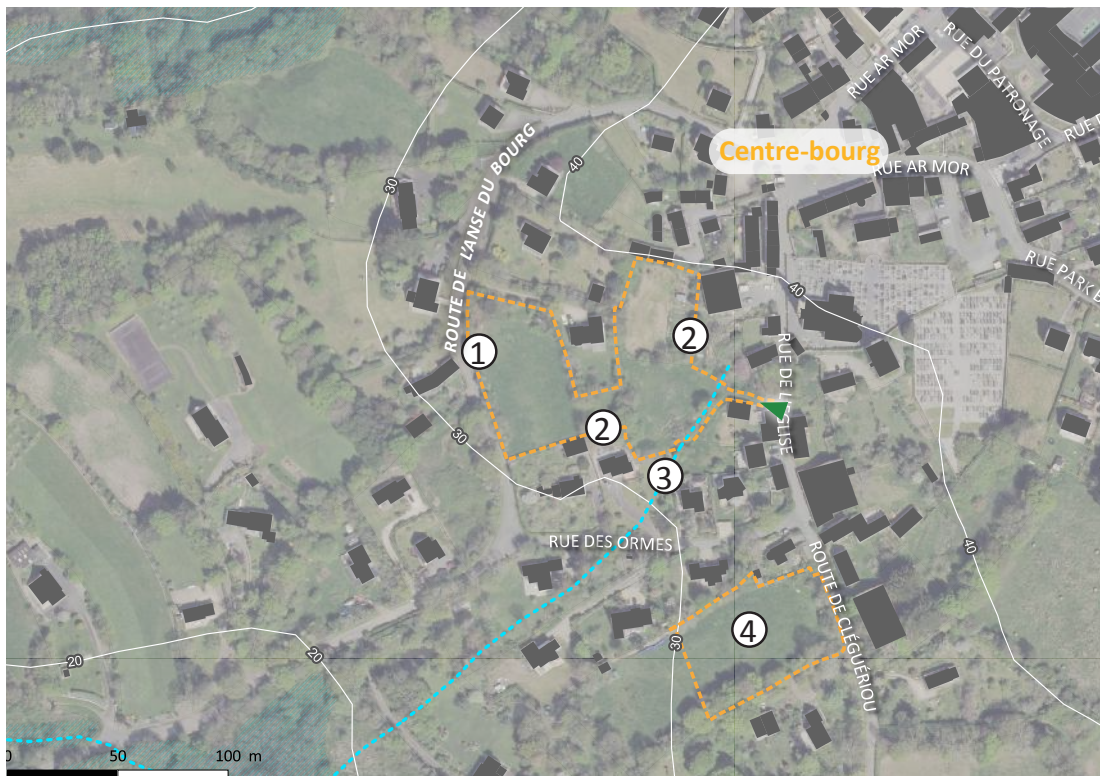 RUE AR MOR
RUE DU PATRONAGE
RUE
Centre-bourg
RUE AR MOR
40
30
ROUTE DE L'ANSE DU BOURG
RUE PARK
40
2
1
RUE DE L'EGLISE
2
30
3
RUE DES ORMES
40
ROUTE DE CLÉGUÉRIOU
4
30
20
20
0 50 100 m